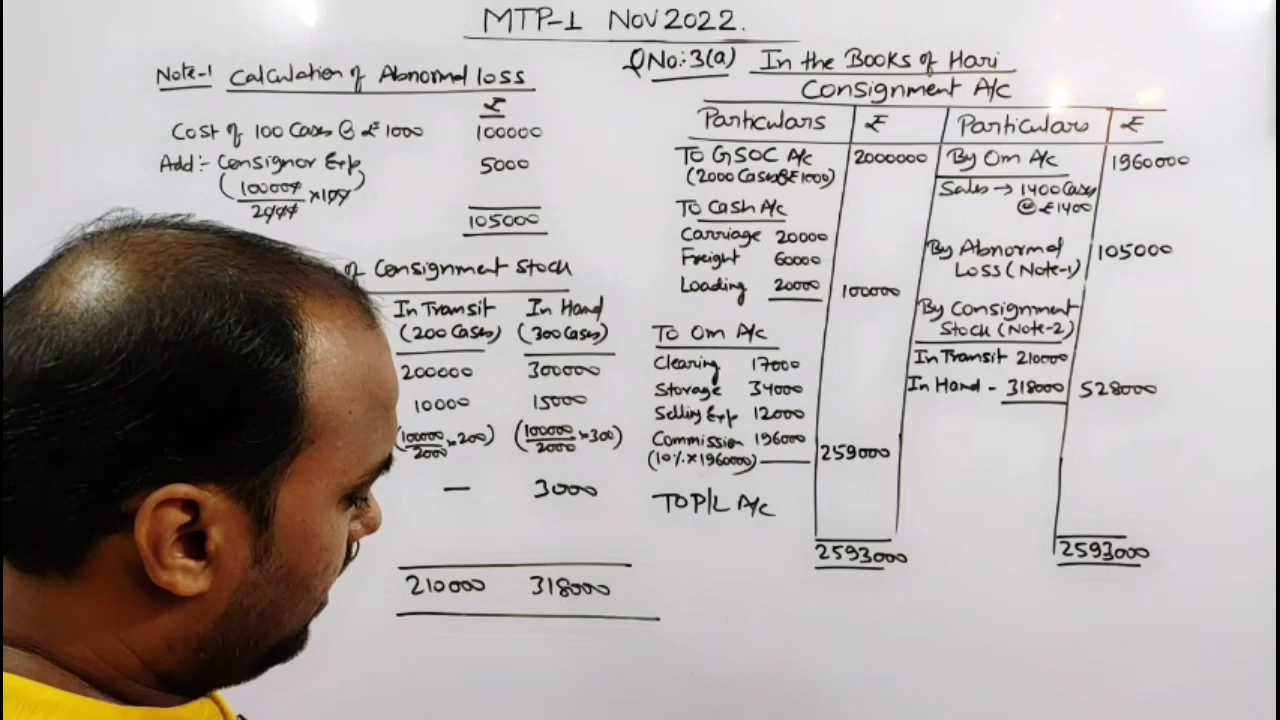 MTP-1 Nov 2022.
Note-1 Calculation of Abnormal loss
₹
Cost of 100 Cases @ ₹1000 100000
Add:- Consignor Exp 5000
(100000/2000 ×100)
105000
of Consignment Stock
In Transit In Hand
(200 Cases) (300 Cases)
200000 300000
10000 15000
(100000/2000 ×200) (100000/2000 ×300)
— 3000
210000 318000
QNo:3(a) In the Books of Hari
Consignment A/c
Particulars ₹ Particulars ₹
To GSOC A/c 2000000 By Om A/c 1960000
(2000 Cases@₹1000) Sales → 1400 Cases
@ ₹1400
To Cash A/c
Carriage 20000 By Abnormal 105000
Freight 60000 Loss (Note-1)
Loading 20000 100000
By Consignment
Stock (Note-2)
To Om A/c
Clearing 17000 In Transit 210000
Storage 34000 In Hand - 318000 528000
Selling Exp 12000
Commission 196000
(10% × 1960000) 259000
TO P/L A/c
2593000 2593000